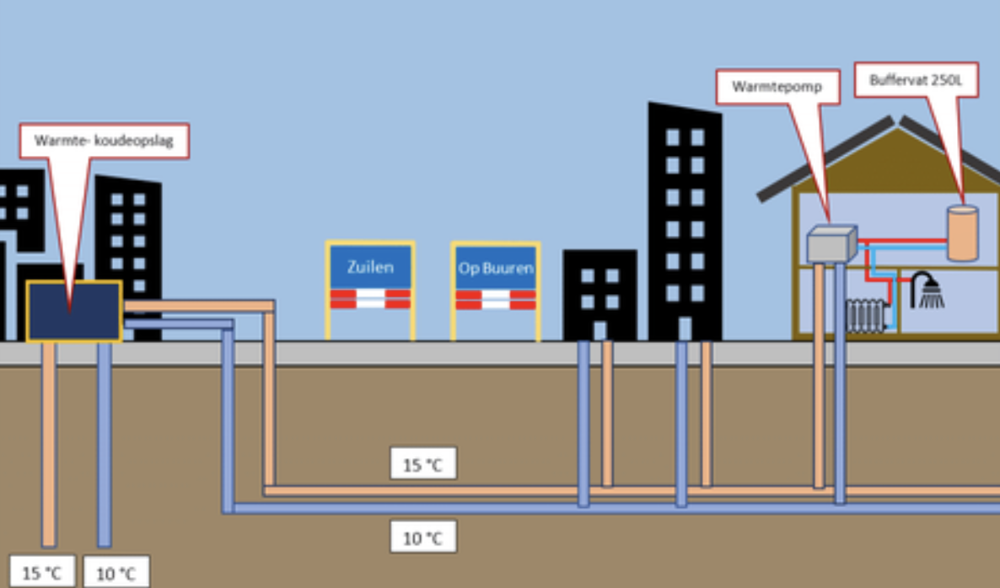 Warmtepomp
Buffervat 250L
Warmte- koudeopslag
Zuilen
Op Buuren
15 °C
10 °C
15 °C
10 °C